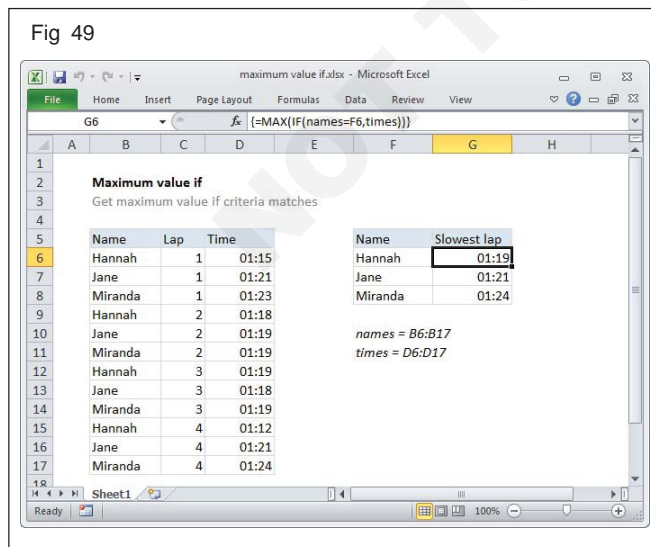 Fig 49
maximum value if.xlsx - Microsoft Excel
File Home Insert Page Layout Formulas Data Review View
G6 fx {=MAX(IF(names=F6,times))}
A B C D E F G H
1
2 Maximum value if
3 Get maximum value if criteria matches
4
5 Name Lap Time Name Slowest lap
6 Hannah 1 01:15 Hannah 01:19
7 Jane 1 01:21 Jane 01:21
8 Miranda 1 01:23 Miranda 01:24
9 Hannah 2 01:18
10 Jane 2 01:19 names = B6:B17
11 Miranda 2 01:19 times = D6:D17
12 Hannah 3 01:19
13 Jane 3 01:18
14 Miranda 3 01:19
15 Hannah 4 01:12
16 Jane 4 01:21
17 Miranda 4 01:24
18
Sheet1
Ready 100%